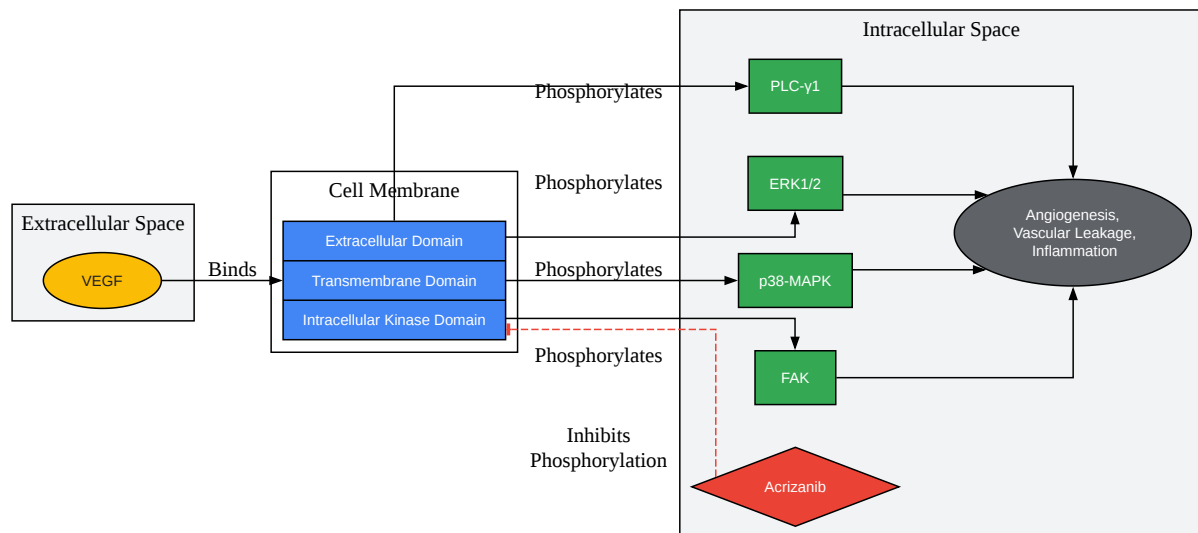 Intracellular Space
Phosphorylates
PLC-γ1
Phosphorylates
ERK1/2
Cell Membrane
Extracellular Space
Extracellular Domain
Angiogenesis,
Vascular Leakage,
Inflammation
VEGF
Binds
Transmembrane Domain
Phosphorylates
p38-MAPK
Intracellular Kinase Domain
Phosphorylates
FAK
Inhibits
Phosphorylation
Acrizanib